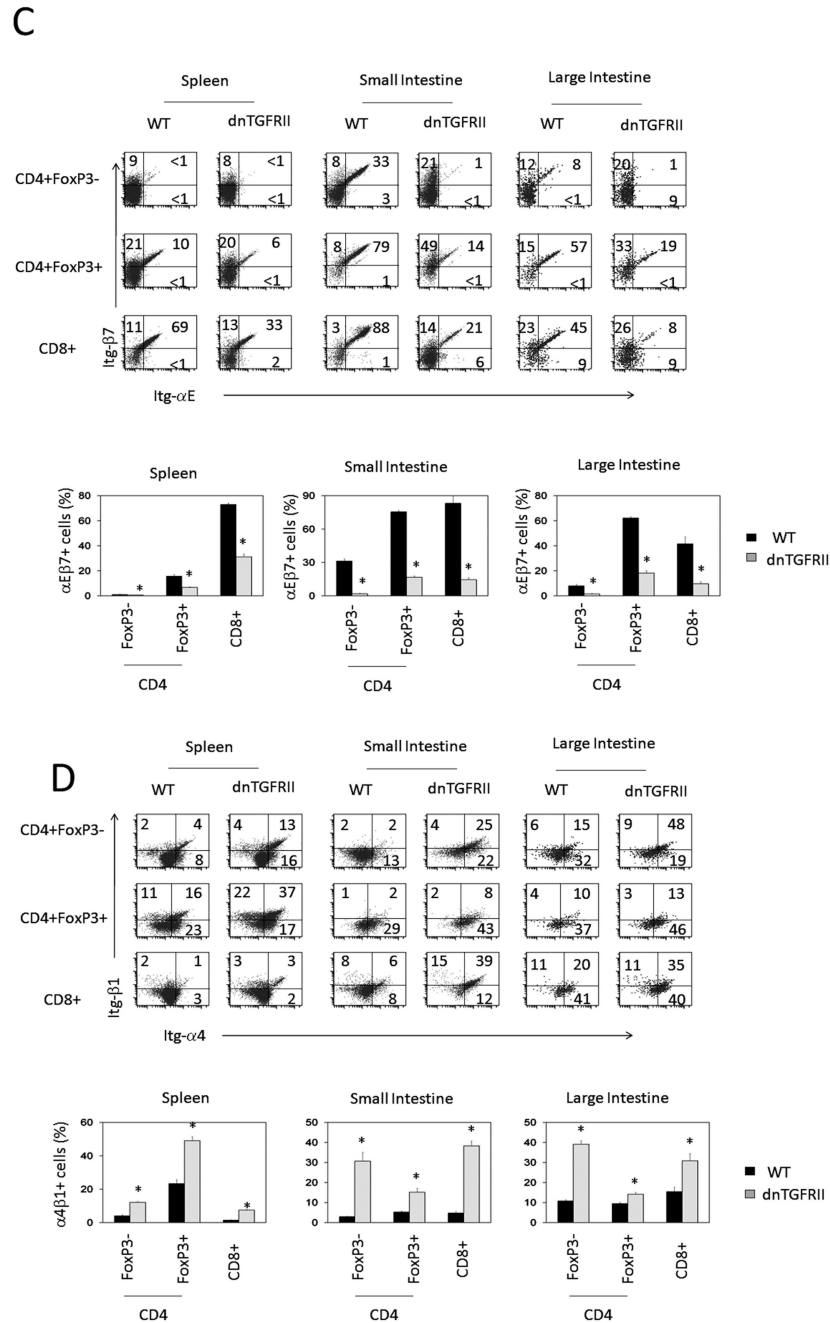 C
Spleen Small Intestine Large Intestine
WT dnTGFRII WT dnTGFRII WT dnTGFRII
CD4+FoxP3-
9 <1 <1
8 <1 <1
8 33 3
21 1 <1
12 8 <1
20 1 9
CD4+FoxP3+
21 10 <1
20 6 <1
8 79 1
49 14 <1
15 57 <1
33 19 <1
CD8+
11 69 <1
13 33 2
3 88 1
14 21 6
23 45 9
26 8 9
Itg-β7
Itg-αE
Spleen Small Intestine Large Intestine
αEβ7+ cells (%)
80
60
40
20
0
* * *
FoxP3- FoxP3+ CD8+
CD4
αEβ7+ cells (%)
90
60
30
0
* * *
FoxP3- FoxP3+ CD8+
CD4
αEβ7+ cells (%)
80
60
40
20
0
* * *
FoxP3- FoxP3+ CD8+
CD4
WT
dnTGFRII
D
Spleen Small Intestine Large Intestine
WT dnTGFRII WT dnTGFRII WT dnTGFRII
CD4+FoxP3-
2 4 8
4 13 16
2 2 13
4 25 22
6 15 32
9 48 19
CD4+FoxP3+
11 16 23
22 37 17
1 2 29
2 8 43
4 10 37
3 13 46
CD8+
2 1 3
3 3 2
8 6 8
15 39 12
11 20 41
11 35 40
Itg-β1
Itg-α4
Spleen Small Intestine Large Intestine
α4β1+ cells (%)
60
40
20
0
* * *
FoxP3- FoxP3+ CD8+
CD4
50
40
30
20
10
0
* * *
FoxP3- FoxP3+ CD8+
CD4
50
40
30
20
10
0
* * *
FoxP3- FoxP3+ CD8+
CD4
WT
dnTGFRII